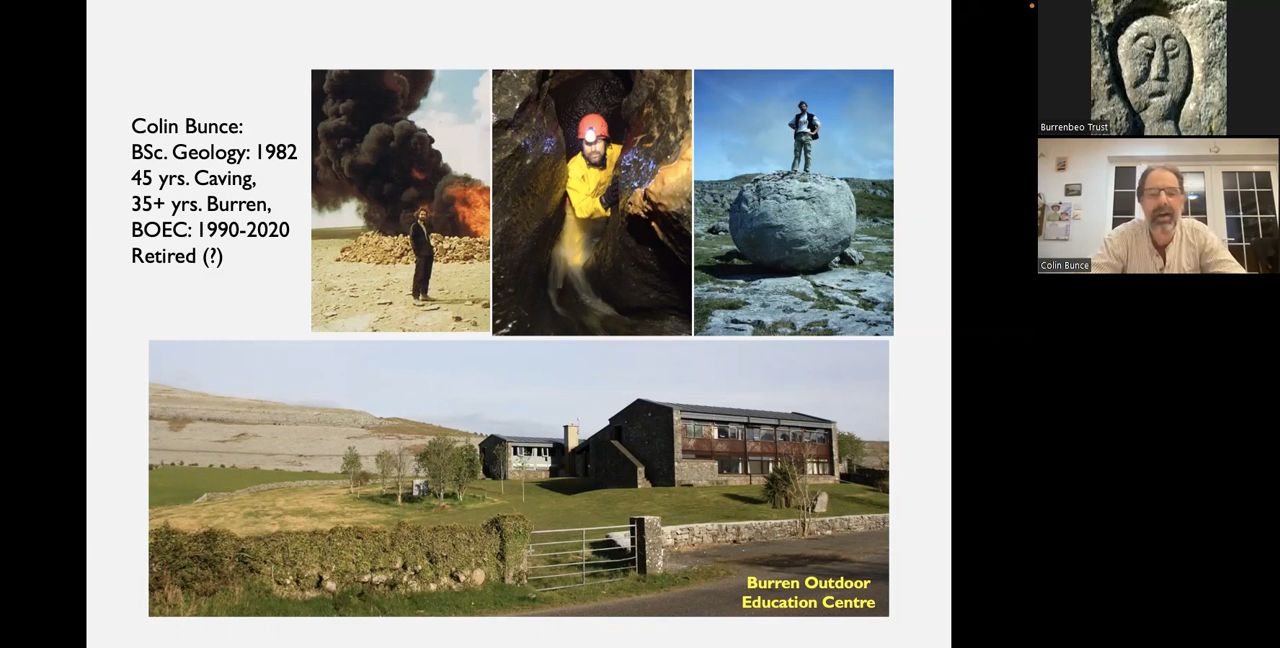 Colin Bunce:
BSc. Geology: 1982
45 yrs. Caving,
35+ yrs. Burren,
BOEC: 1990-2020
Retired (?)
Burren Outdoor
Education Centre
Burrenbeo Trust
Colin Bunce